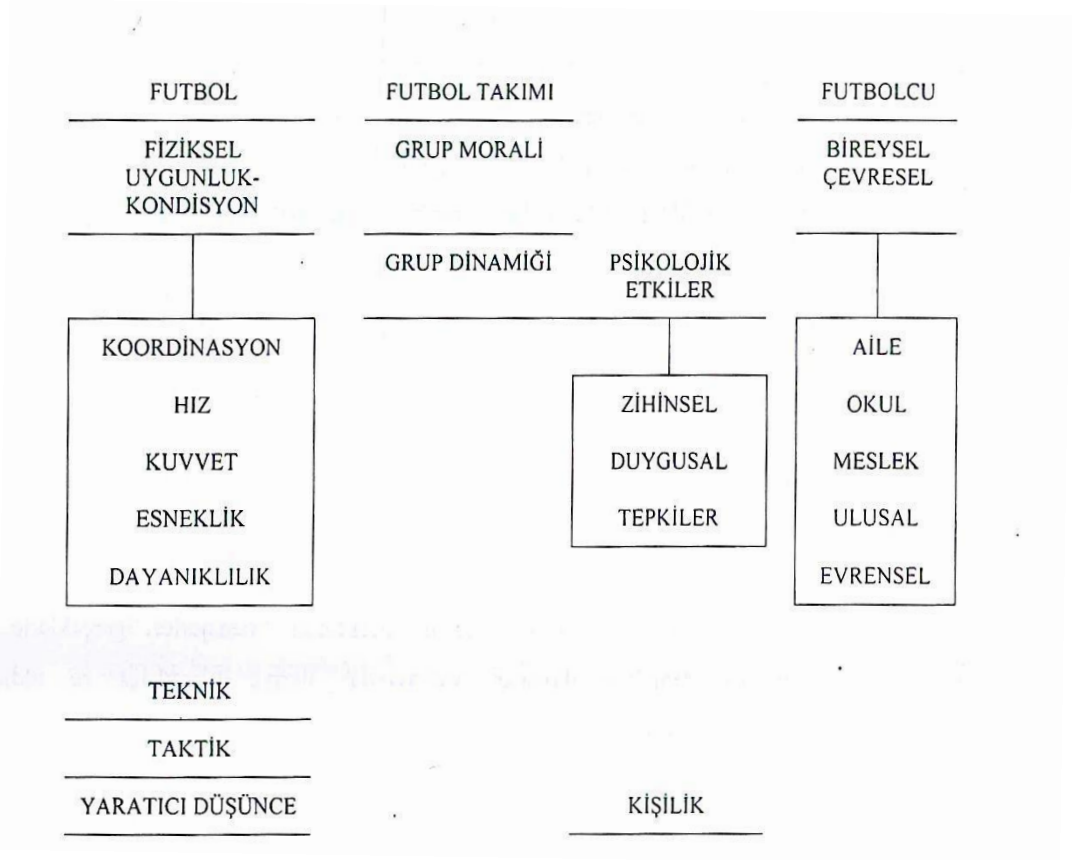 FUTBOL
FUTBOL TAKIMI
FUTBOLCU
FİZİKSEL
UYGUNLUK-
KONDİSYON
GRUP MORALİ
BİREYSEL
ÇEVRESEL
GRUP DİNAMİĞİ
PSİKOLOJİK
ETKİLER
KOORDİNASYON
HIZ
KUVVET
ESNEKLİK
DAYANIKLILIK
ZİHİNSEL
DUYGUSAL
TEPKİLER
AİLE
OKUL
MESLEK
ULUSAL
EVRENSEL
TEKNİK
TAKTİK
YARATICI DÜŞÜNCE
KİŞİLİK